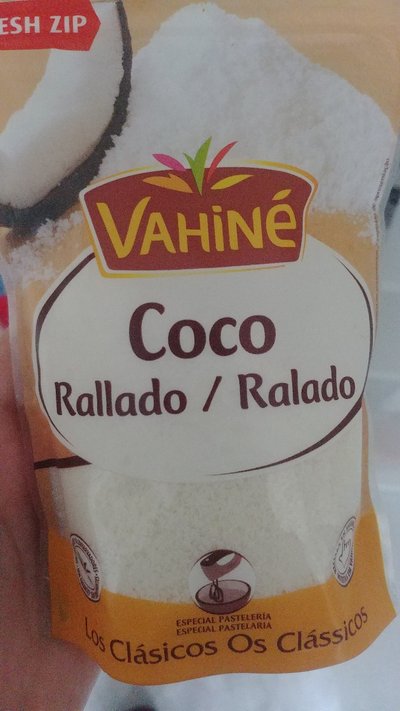 ESH ZIP
VAHiNé
Coco
Rallado / Ralado
ESPECIAL PASTELERÍA
ESPECIAL PASTELARIA
Los Clásicos Os Clássicos